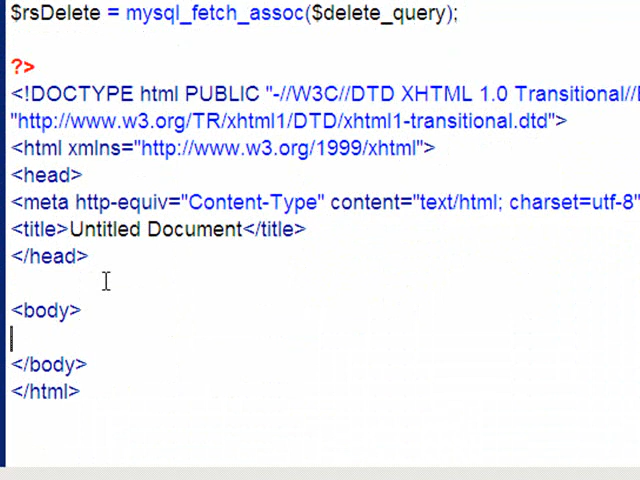 $rsDelete = mysql_fetch_assoc($delete_query);
?>
<!DOCTYPE html PUBLIC "-//W3C//DTD XHTML 1.0 Transitional//
"http://www.w3.org/TR/xhtml1/DTD/xhtml1-transitional.dtd">
<html xmlns="http://www.w3.org/1999/xhtml">
<head>
<meta http-equiv="Content-Type" content="text/html; charset=utf-8"
<title>Untitled Document</title>
</head>
<body>
</body>
</html>